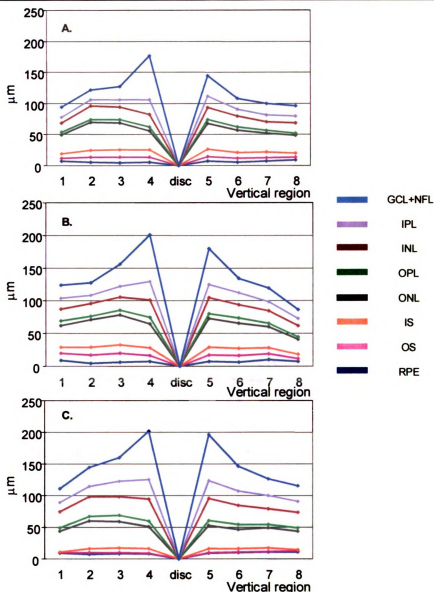 A.
250
200
150
100
50
0
µm
1 2 3 4 disc 5 6 7 8
Vertical region
B.
250
200
150
100
50
0
µm
1 2 3 4 disc 5 6 7 8
Vertical region
C.
250
200
150
100
50
0
µm
1 2 3 4 disc 5 6 7 8
Vertical region
GCL+NFL
IPL
INL
OPL
ONL
IS
OS
RPE